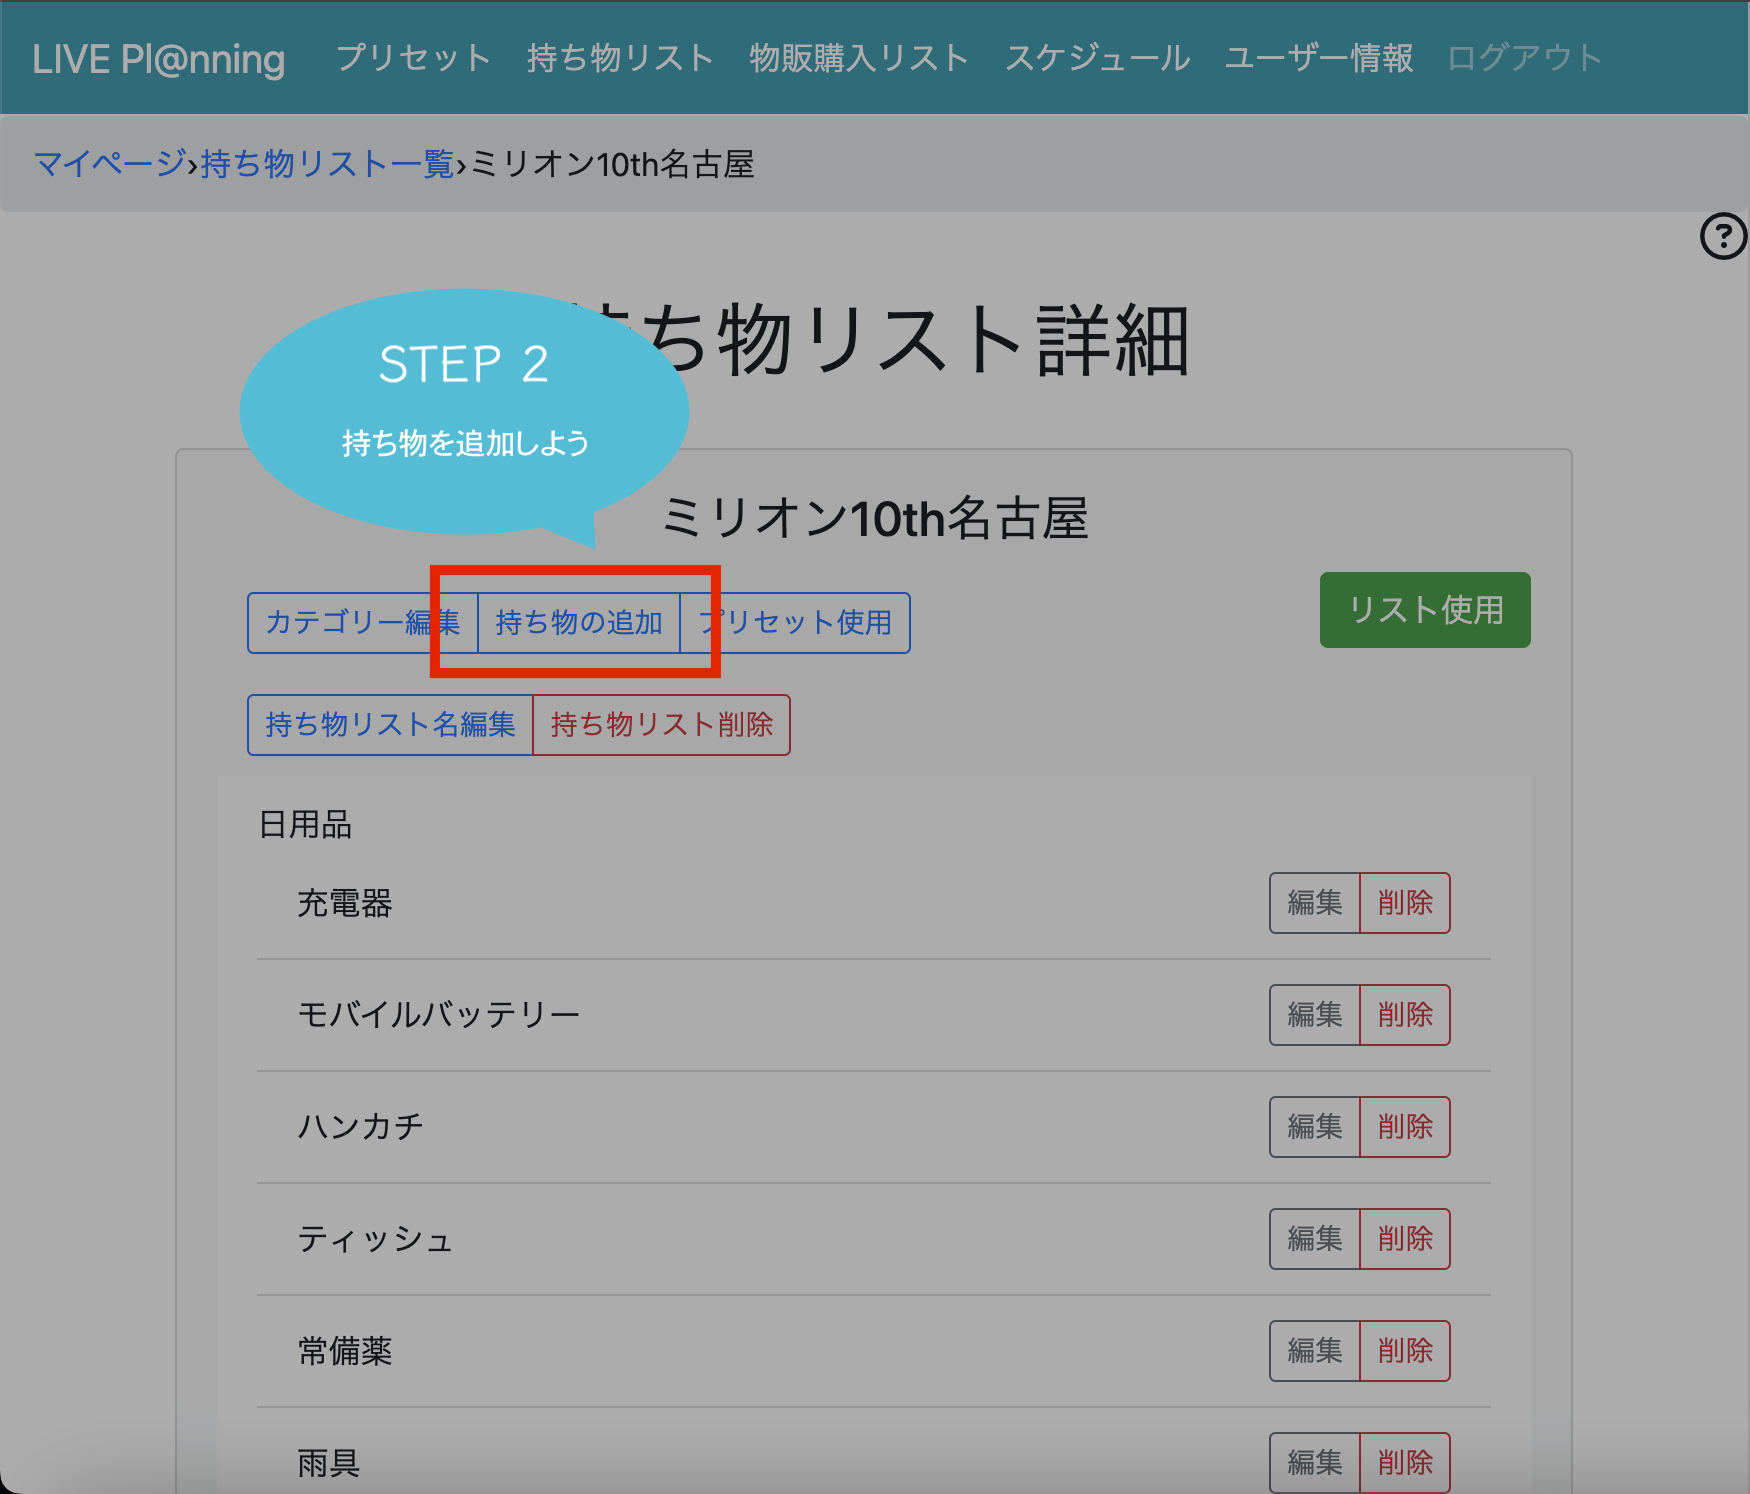 LIVE Pl@nning プリセット 持ち物リスト 物販購入リスト スケジュール ユーザー情報 ログアウト
マイページ›持ち物リスト一覧›ミリオン10th名古屋
?
ち物リスト詳細
STEP 2
持ち物を追加しよう
ミリオン10th名古屋
カテゴリー編集 持ち物の追加 プリセット使用 リスト使用
持ち物リスト名編集 持ち物リスト削除
日用品
充電器 編集 削除
モバイルバッテリー 編集 削除
ハンカチ 編集 削除
ティッシュ 編集 削除
常備薬 編集 削除
雨具 編集 削除